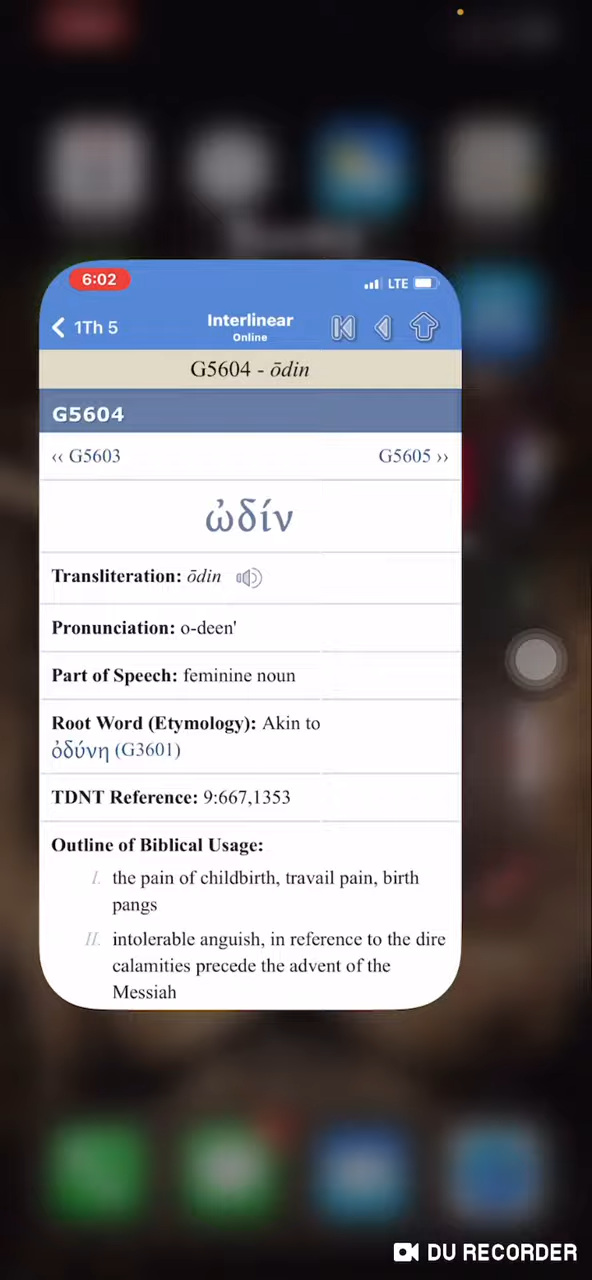 6:02
LTE
1Th 5
Interlinear
Online
G5604 - ōdin
G5604
‹‹ G5603
G5605 ››
ὠδίν
Transliteration: ōdin
Pronunciation: o-deen'
Part of Speech: feminine noun
Root Word (Etymology): Akin to
ὀδύνη (G3601)
TDNT Reference: 9:667,1353
Outline of Biblical Usage:
I. the pain of childbirth, travail pain, birth
pangs
II. intolerable anguish, in reference to the dire
calamities precede the advent of the
Messiah
DU RECORDER